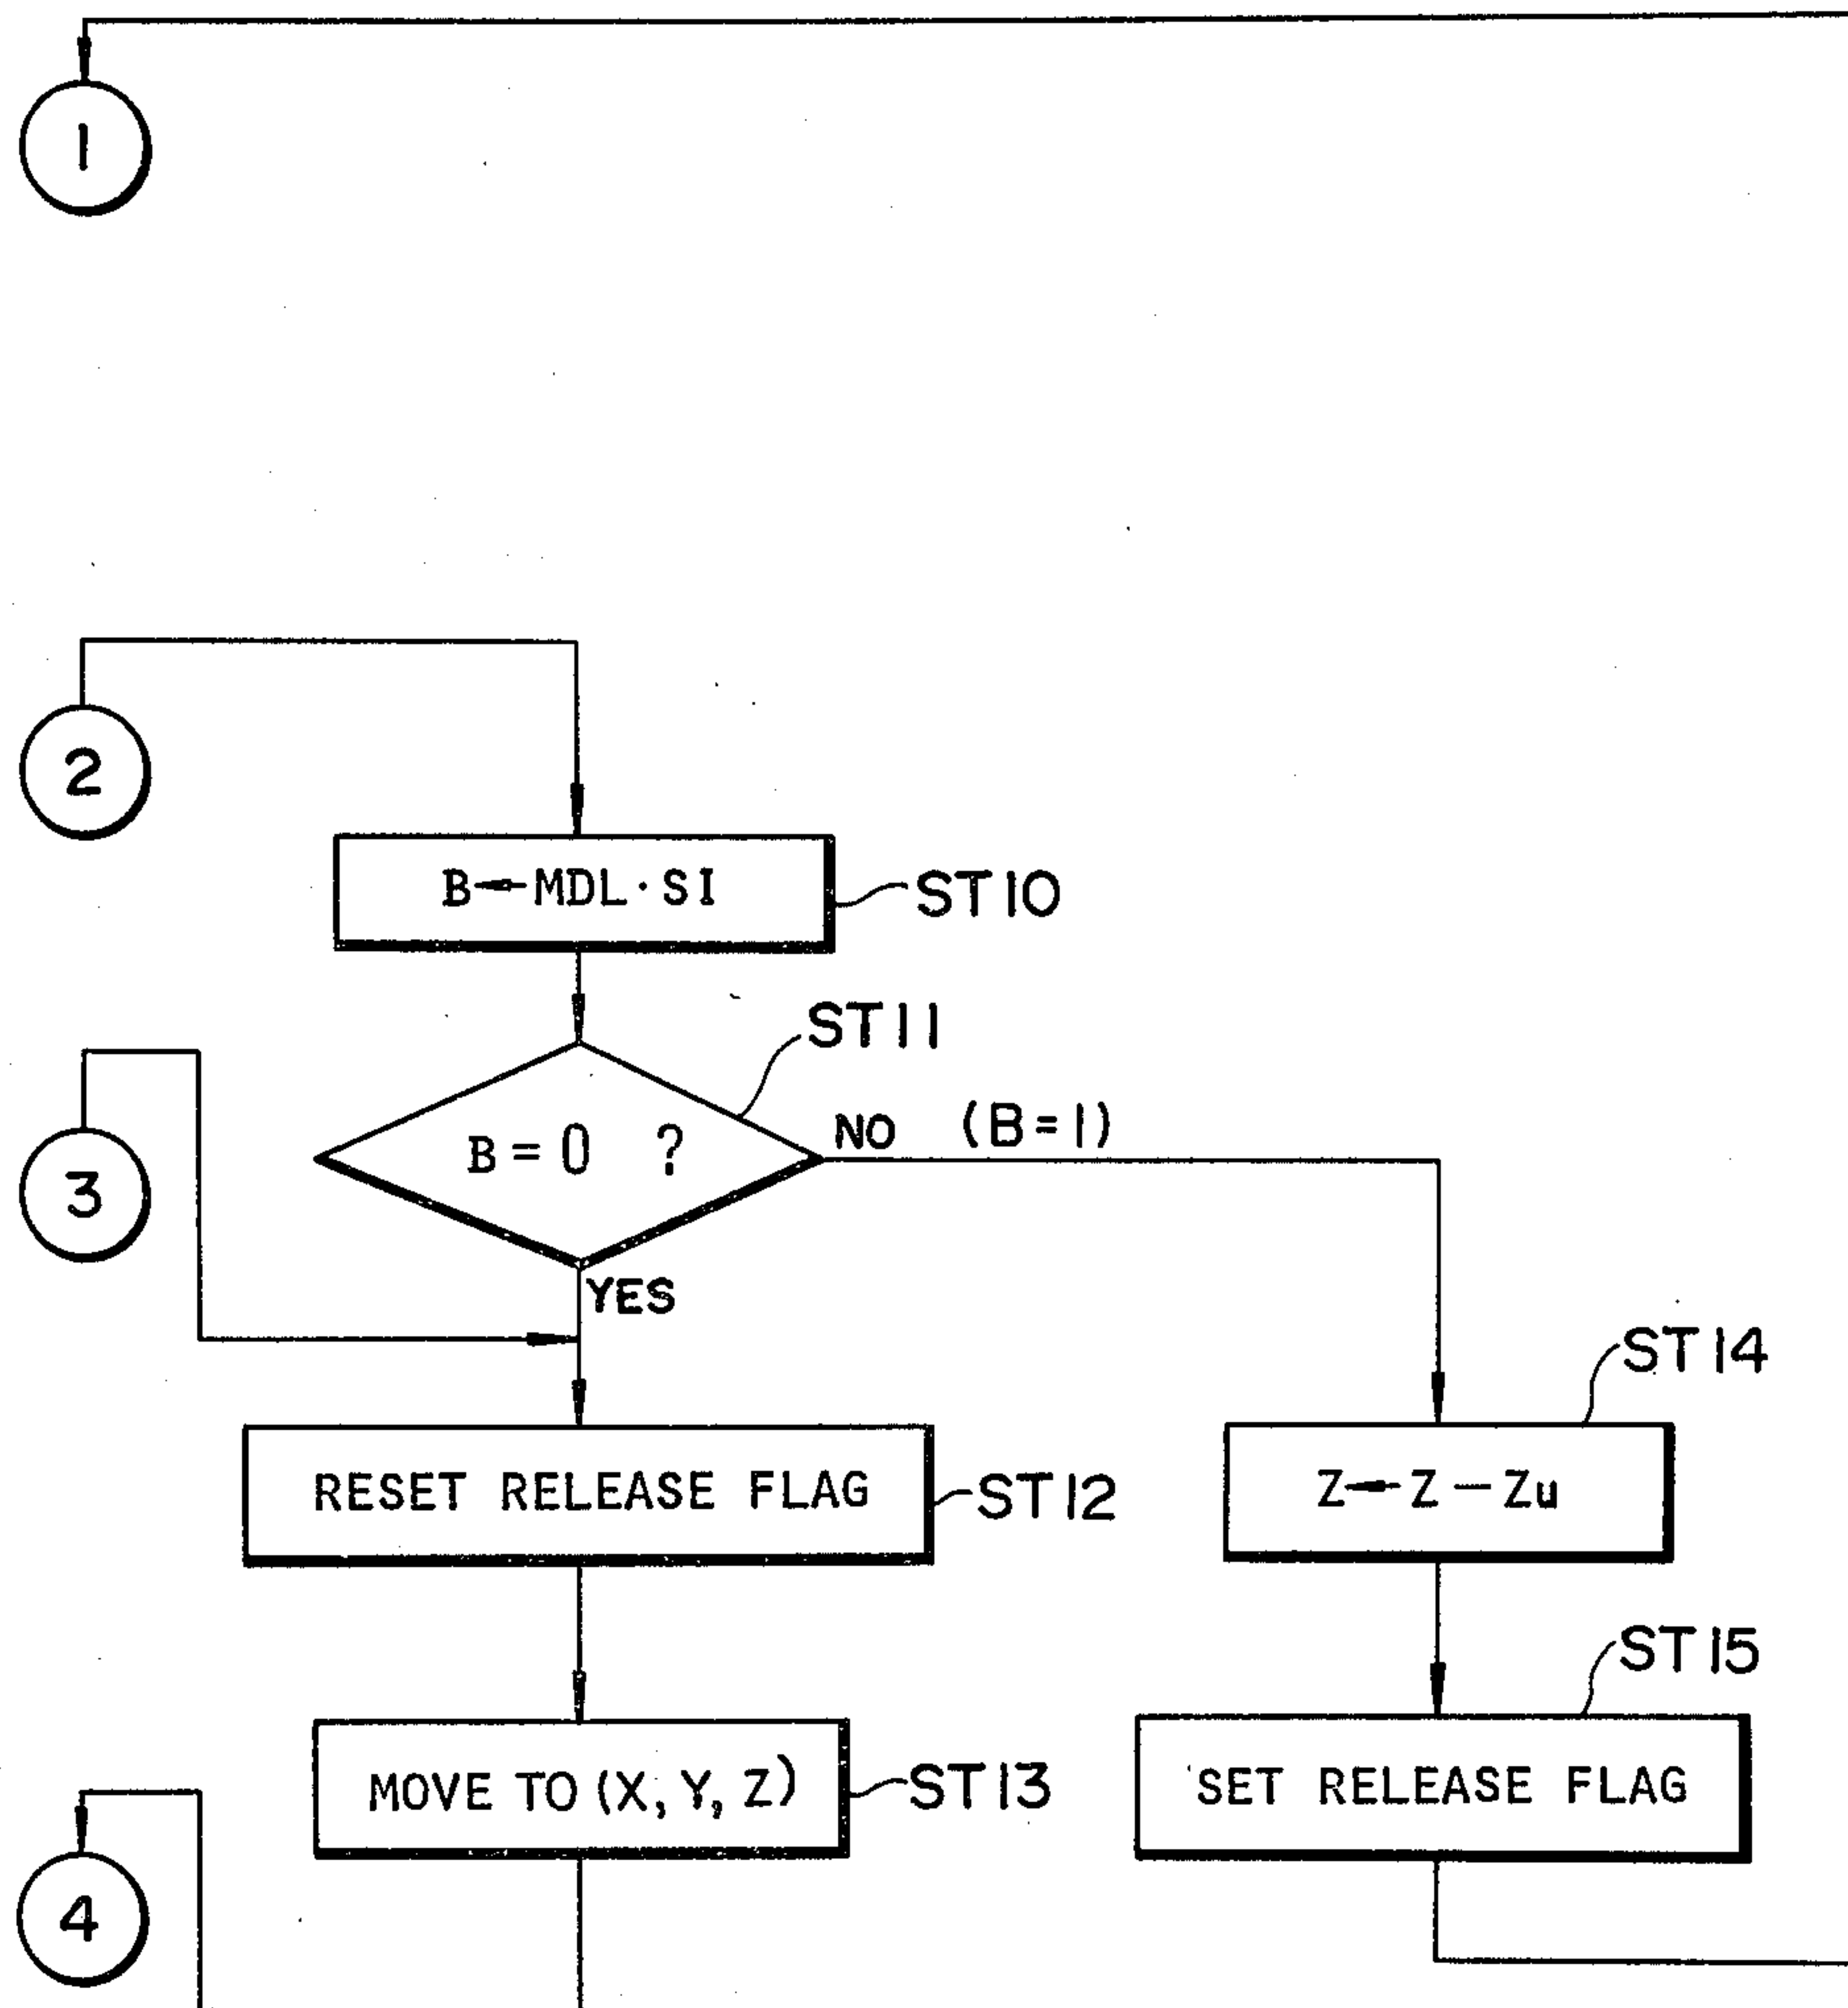 1
2
B←MDL·SI
ST10
ST11
B = 0 ?
NO (B=1)
3
YES
ST14
RESET RELEASE FLAG
ST12
Z←Z−Zu
ST15
MOVE TO (X, Y, Z)
ST13
SET RELEASE FLAG
4